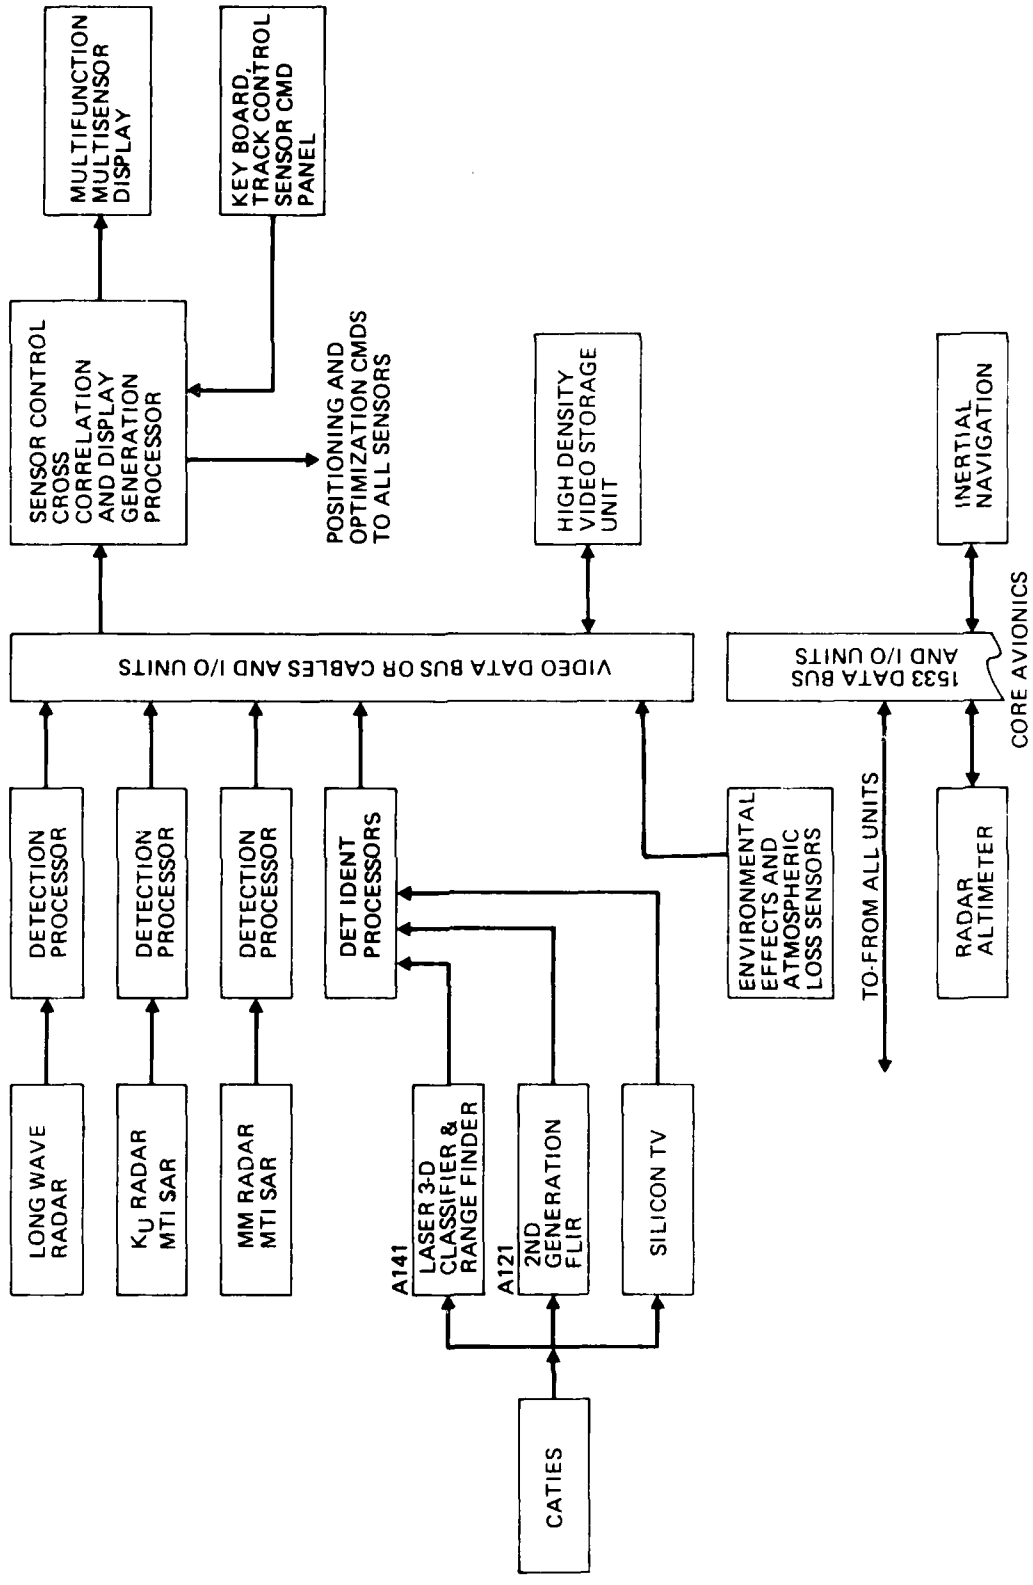 LONG WAVE
RADAR
DETECTION
PROCESSOR
KU RADAR
MTI SAR
DETECTION
PROCESSOR
MM RADAR
MTI SAR
DETECTION
PROCESSOR
A141
LASER 3-D
CLASSIFIER &
RANGE FINDER
DET IDENT
PROCESSORS
A121
2ND
GENERATION
FLIR
SILICON TV
CATIES
VIDEO DATA BUS OR CABLES AND I/O UNITS
SENSOR CONTROL
CROSS
CORRELATION
AND DISPLAY
GENERATION
PROCESSOR
MULTIFUNCTION
MULTISENSOR
DISPLAY
KEY BOARD,
TRACK CONTROL
SENSOR CMD
PANEL
POSITIONING AND
OPTIMIZATION CMDS
TO ALL SENSORS
HIGH DENSITY
VIDEO STORAGE
UNIT
ENVIRONMENTAL
EFFECTS AND
ATMOSPHERIC
LOSS SENSORS
TO-FROM ALL UNITS
1533 DATA BUS
AND I/O UNITS
RADAR
ALTIMETER
INERTIAL
NAVIGATION
CORE AVIONICS